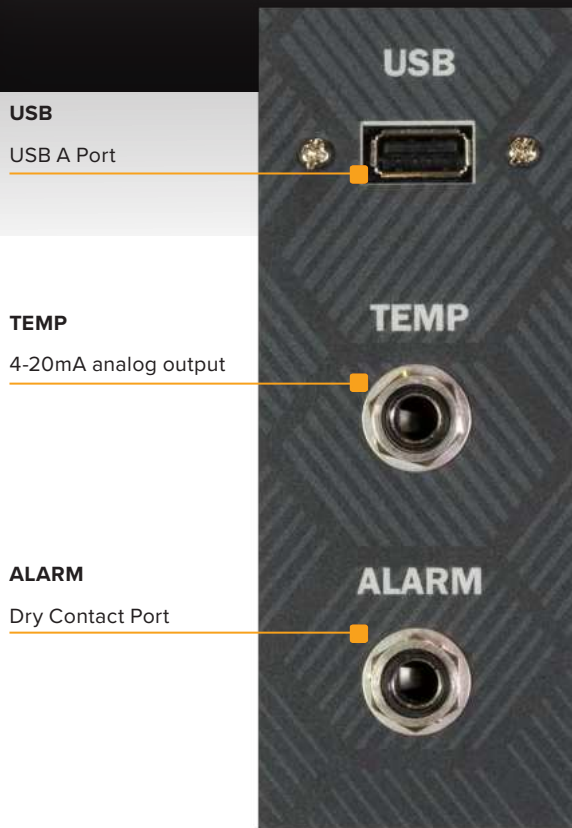 USB
USB
USB A Port
TEMP
TEMP
4-20mA analog output
ALARM
ALARM
Dry Contact Port